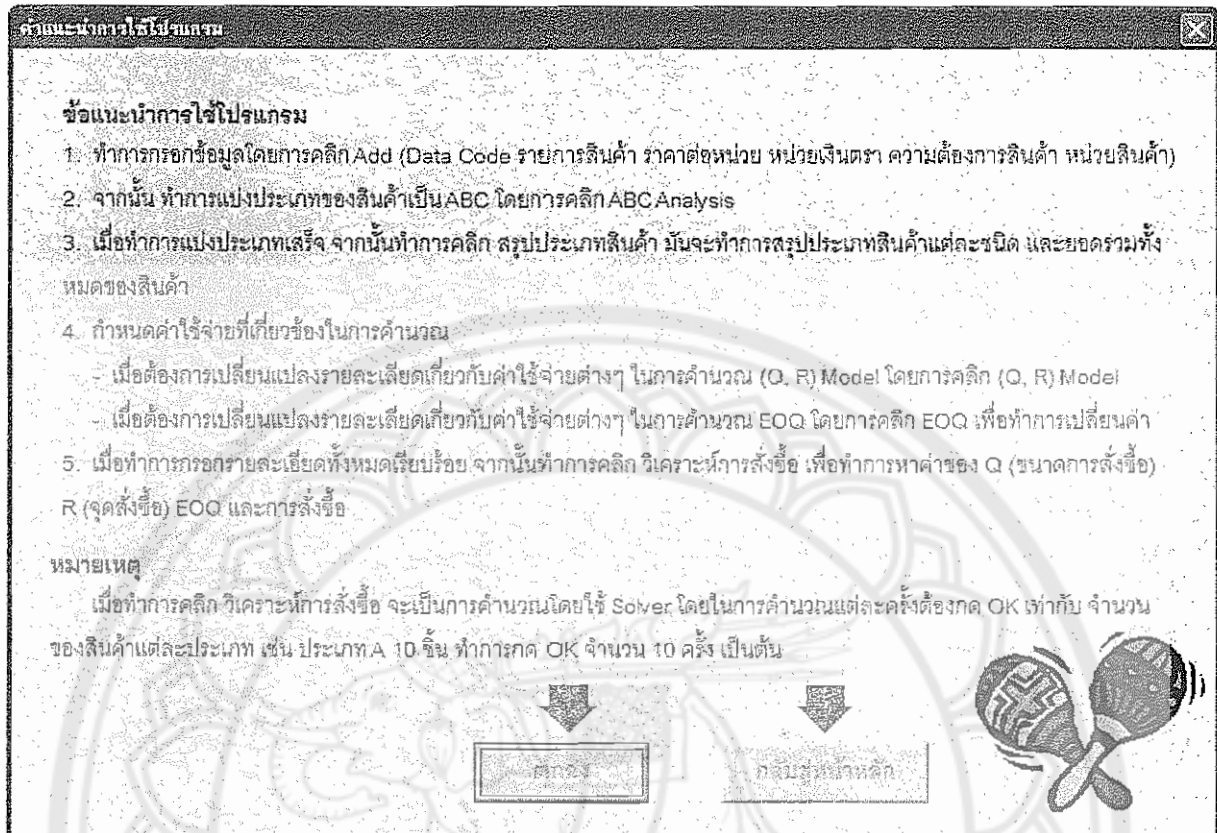 คำแนะนำการใช้โปรแกรม
ข้อแนะนำการใช้โปรแกรม
1. ทำการกรอกข้อมูลโดยการคลิก Add (Data Code รายการสินค้า ราคาต่อหน่วย หน่วยเงินตรา ความต้องการสินค้า หน่วยสินค้า)
2. จากนั้น ทำการแบ่งประเภทของสินค้าเป็น ABC โดยการคลิก ABC Analysis
3. เมื่อทำการแบ่งประเภทเสร็จ จากนั้นทำการคลิก สรุปประเภทสินค้า มันจะทำการสรุปประเภทสินค้าแต่ละชนิด และยอดรวมทั้ง
หมดของสินค้า
4. กำหนดค่าใช้จ่ายที่เกี่ยวข้องในการคำนวณ
- เมื่อต้องการเปลี่ยนแปลงรายละเอียดเกี่ยวกับค่าใช้จ่ายต่างๆ ในการคำนวณ (Q, R) Model โดยการคลิก (Q, R) Model
- เมื่อต้องการเปลี่ยนแปลงรายละเอียดเกี่ยวกับค่าใช้จ่ายต่างๆ ในการคำนวณ EOQ โดยการคลิก EOQ เพื่อทำการเปลี่ยนค่า
5. เมื่อทำการกรอกรายละเอียดทั้งหมดเรียบร้อย จากนั้นทำการคลิก วิเคราะห์การสั่งซื้อ เพื่อทำการหาค่าของ Q (ขนาดการสั่งซื้อ)
R (จุดสั่งซื้อ) EOQ และการสั่งซื้อ
หมายเหตุ
เมื่อทำการคลิก วิเคราะห์การสั่งซื้อ จะเป็นการคำนวณโดยใช้ Solver โดยในการคำนวณแต่ละครั้งต้องกด OK เท่ากับ จำนวน
ของสินค้าแต่ละประเภท เช่น ประเภท A 10 ชิ้น ทำการกด OK จำนวน 10 ครั้ง เป็นต้น
ตกลง
กลับสู่หน้าหลัก